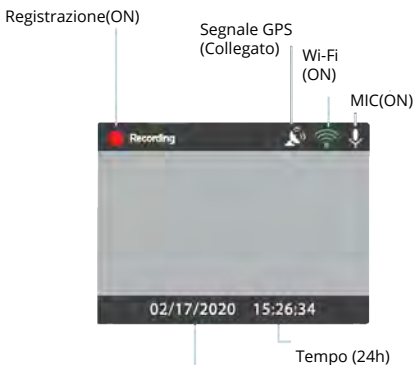 Registrazione(ON)
Segnale GPS
(Collegato)
Wi-Fi
(ON)
MIC(ON)
Recording
02/17/2020 15:26:34
Tempo (24h)